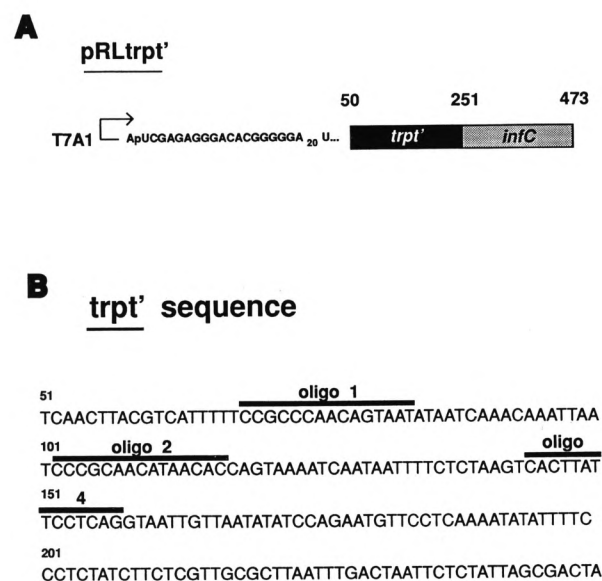 A
pRLtrpt'
50 251 473
T7A1 ApUCGAGAGGGACACGGGGGA 20 U... trpt' infC
B
trpt' sequence
51 oligo 1
TCAACTTACGTCATTTTTCCGCCCAACAGTAATATAATCAAACAAATTAA
101 oligo 2 oligo
TCCCGCAACATAACACCAGTAAAATCAATAATTTTCTCTAAGTCACTTAT
151 4
TCCTCAGGTAATTGTTAATATATCCAGAATGTTCCTCAAAATATATTTTC
201
CCTCTATCTTCTCGTTGCGCTTAATTTGACTAATTCTCTATTAGCGACTA